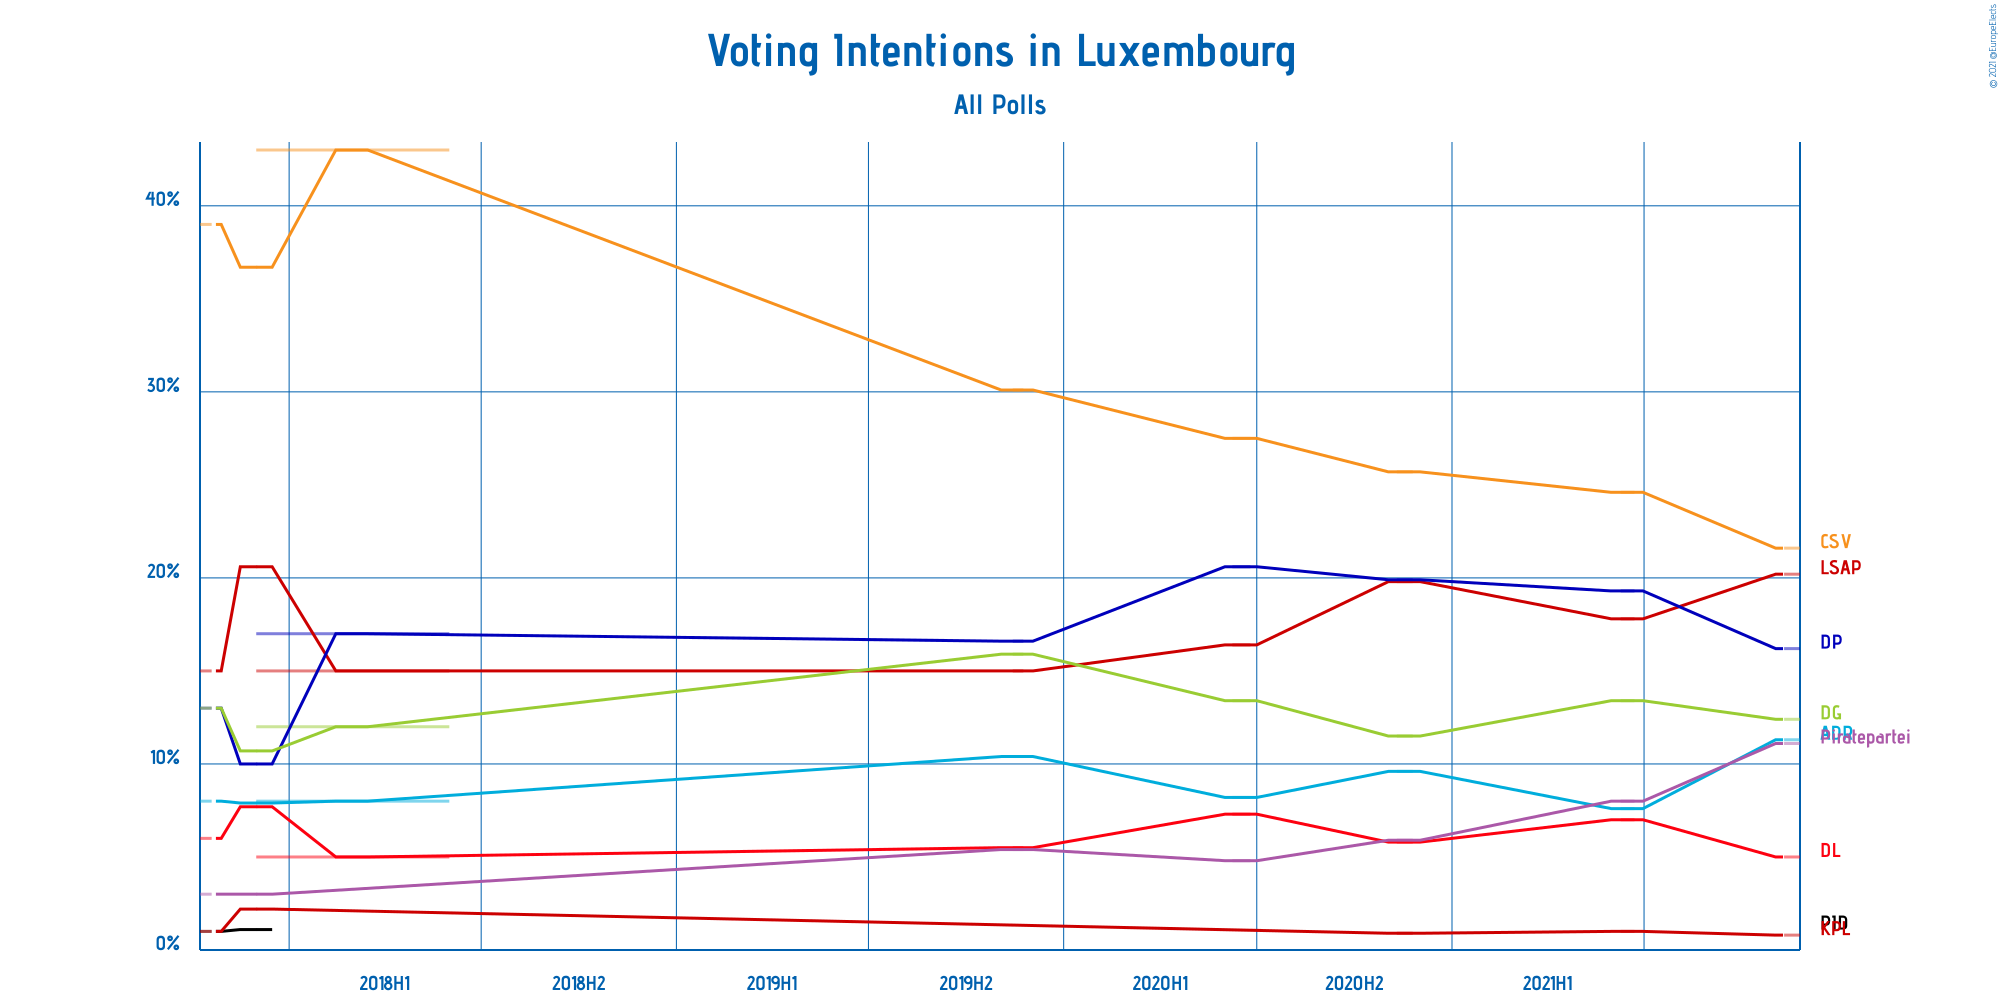 Voting Intentions in Luxembourg
© 2021 @EuropeElects
All Polls
40%
30%
20%
10%
0%
CSV
LSAP
DP
DG
ADR
Piratepartei
DL
PID
KPL
2018H1
2018H2
2019H1
2019H2
2020H1
2020H2
2021H1